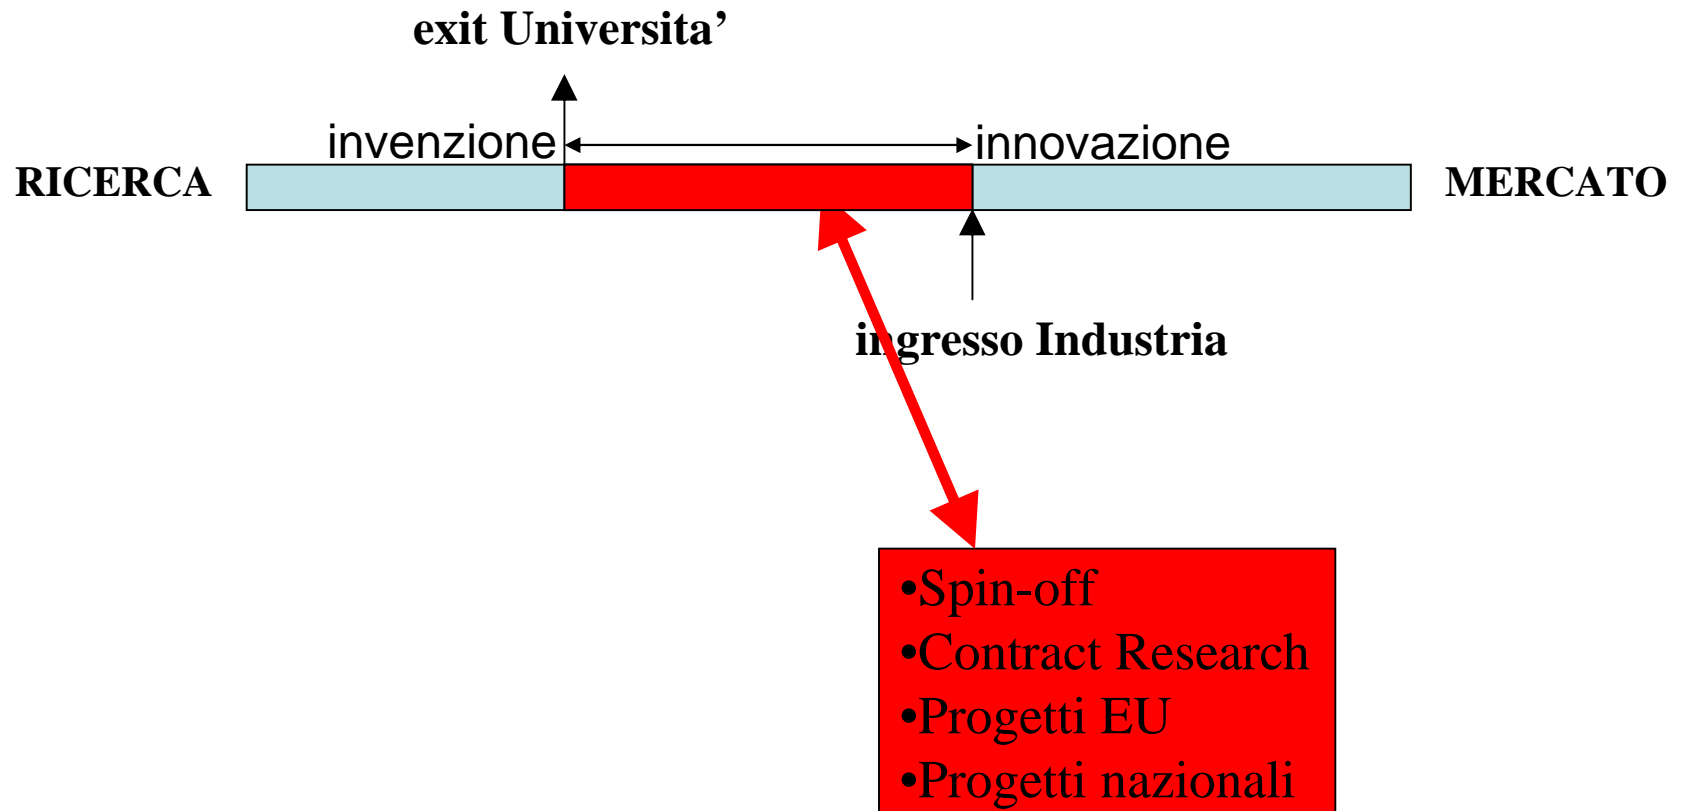 exit Universita’
invenzione
innovazione
RICERCA
MERCATO
ingresso Industria
•Spin-off
•Contract Research
•Progetti EU
•Progetti nazionali